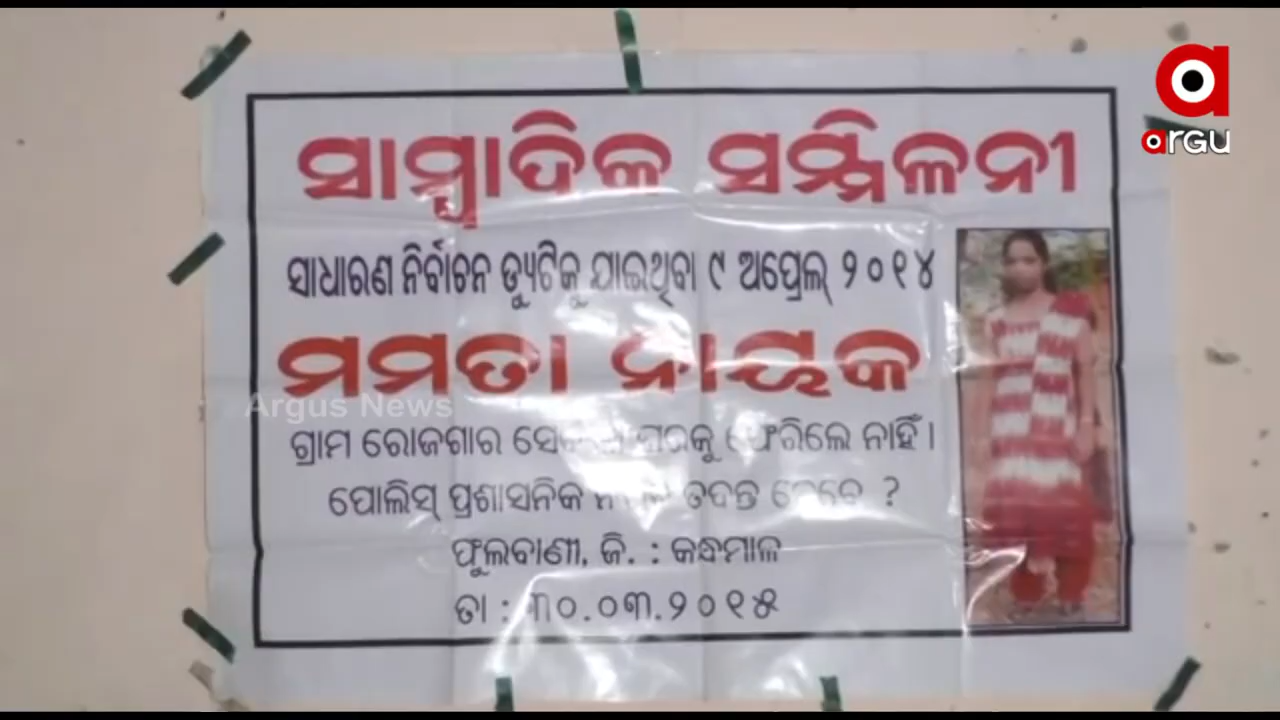 ସାମ୍ବାଦିକ ସମ୍ମିଳନୀ
ସାଧାରଣ ନିର୍ବାଚନ ଡ୍ୟୁଟିକୁ ଯାଇଥିବା ୯ ଅପ୍ରେଲ୍ ୨୦୧୪
ମମତା ନାୟକ
ଗ୍ରାମ ରୋଜଗାର ଘରକୁ ଫେରିଲେ ନାହିଁ।
ପୋଲିସ୍ ପ୍ରଶାସନିକ ତଦନ୍ତ କେବେ ?
ଫୁଲବାଣୀ, ଜି. : କନ୍ଧମାଳ
ତା : ୩୦.୦୩.୨୦୧୫
Argus News
aRGU